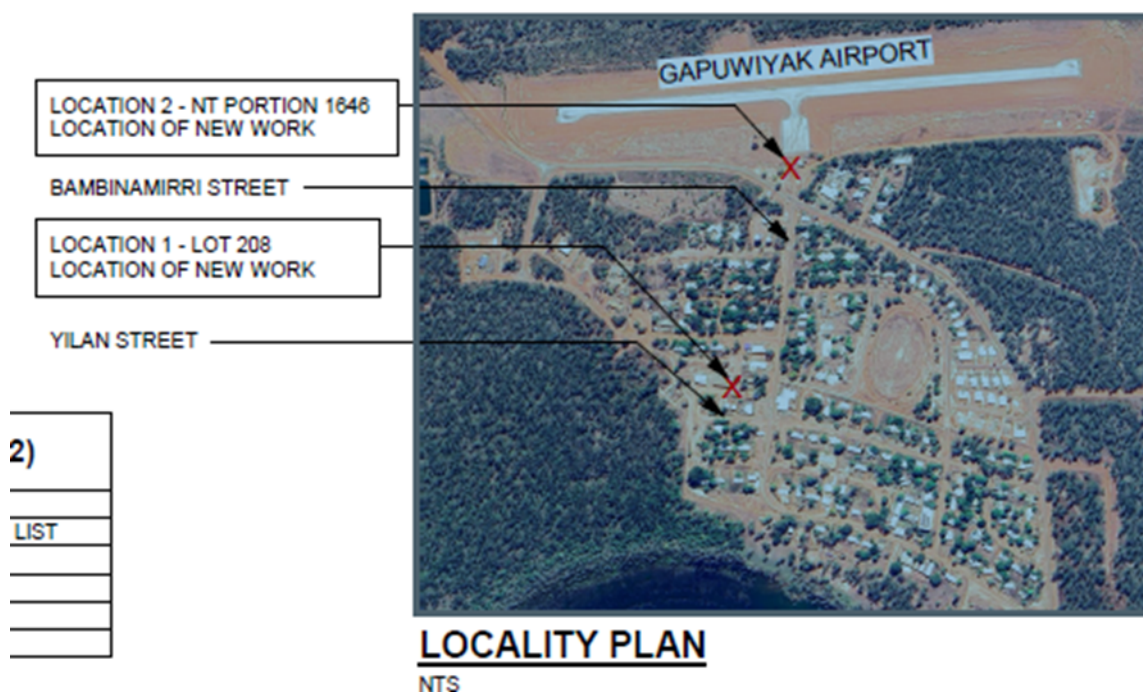 GAPUWIYAK AIRPORT
LOCATION 2 - NT PORTION 1646
LOCATION OF NEW WORK
BAMBINAMIRRI STREET
LOCATION 1 - LOT 208
LOCATION OF NEW WORK
YILAN STREET
2)
LIST
LOCALITY PLAN
NTS